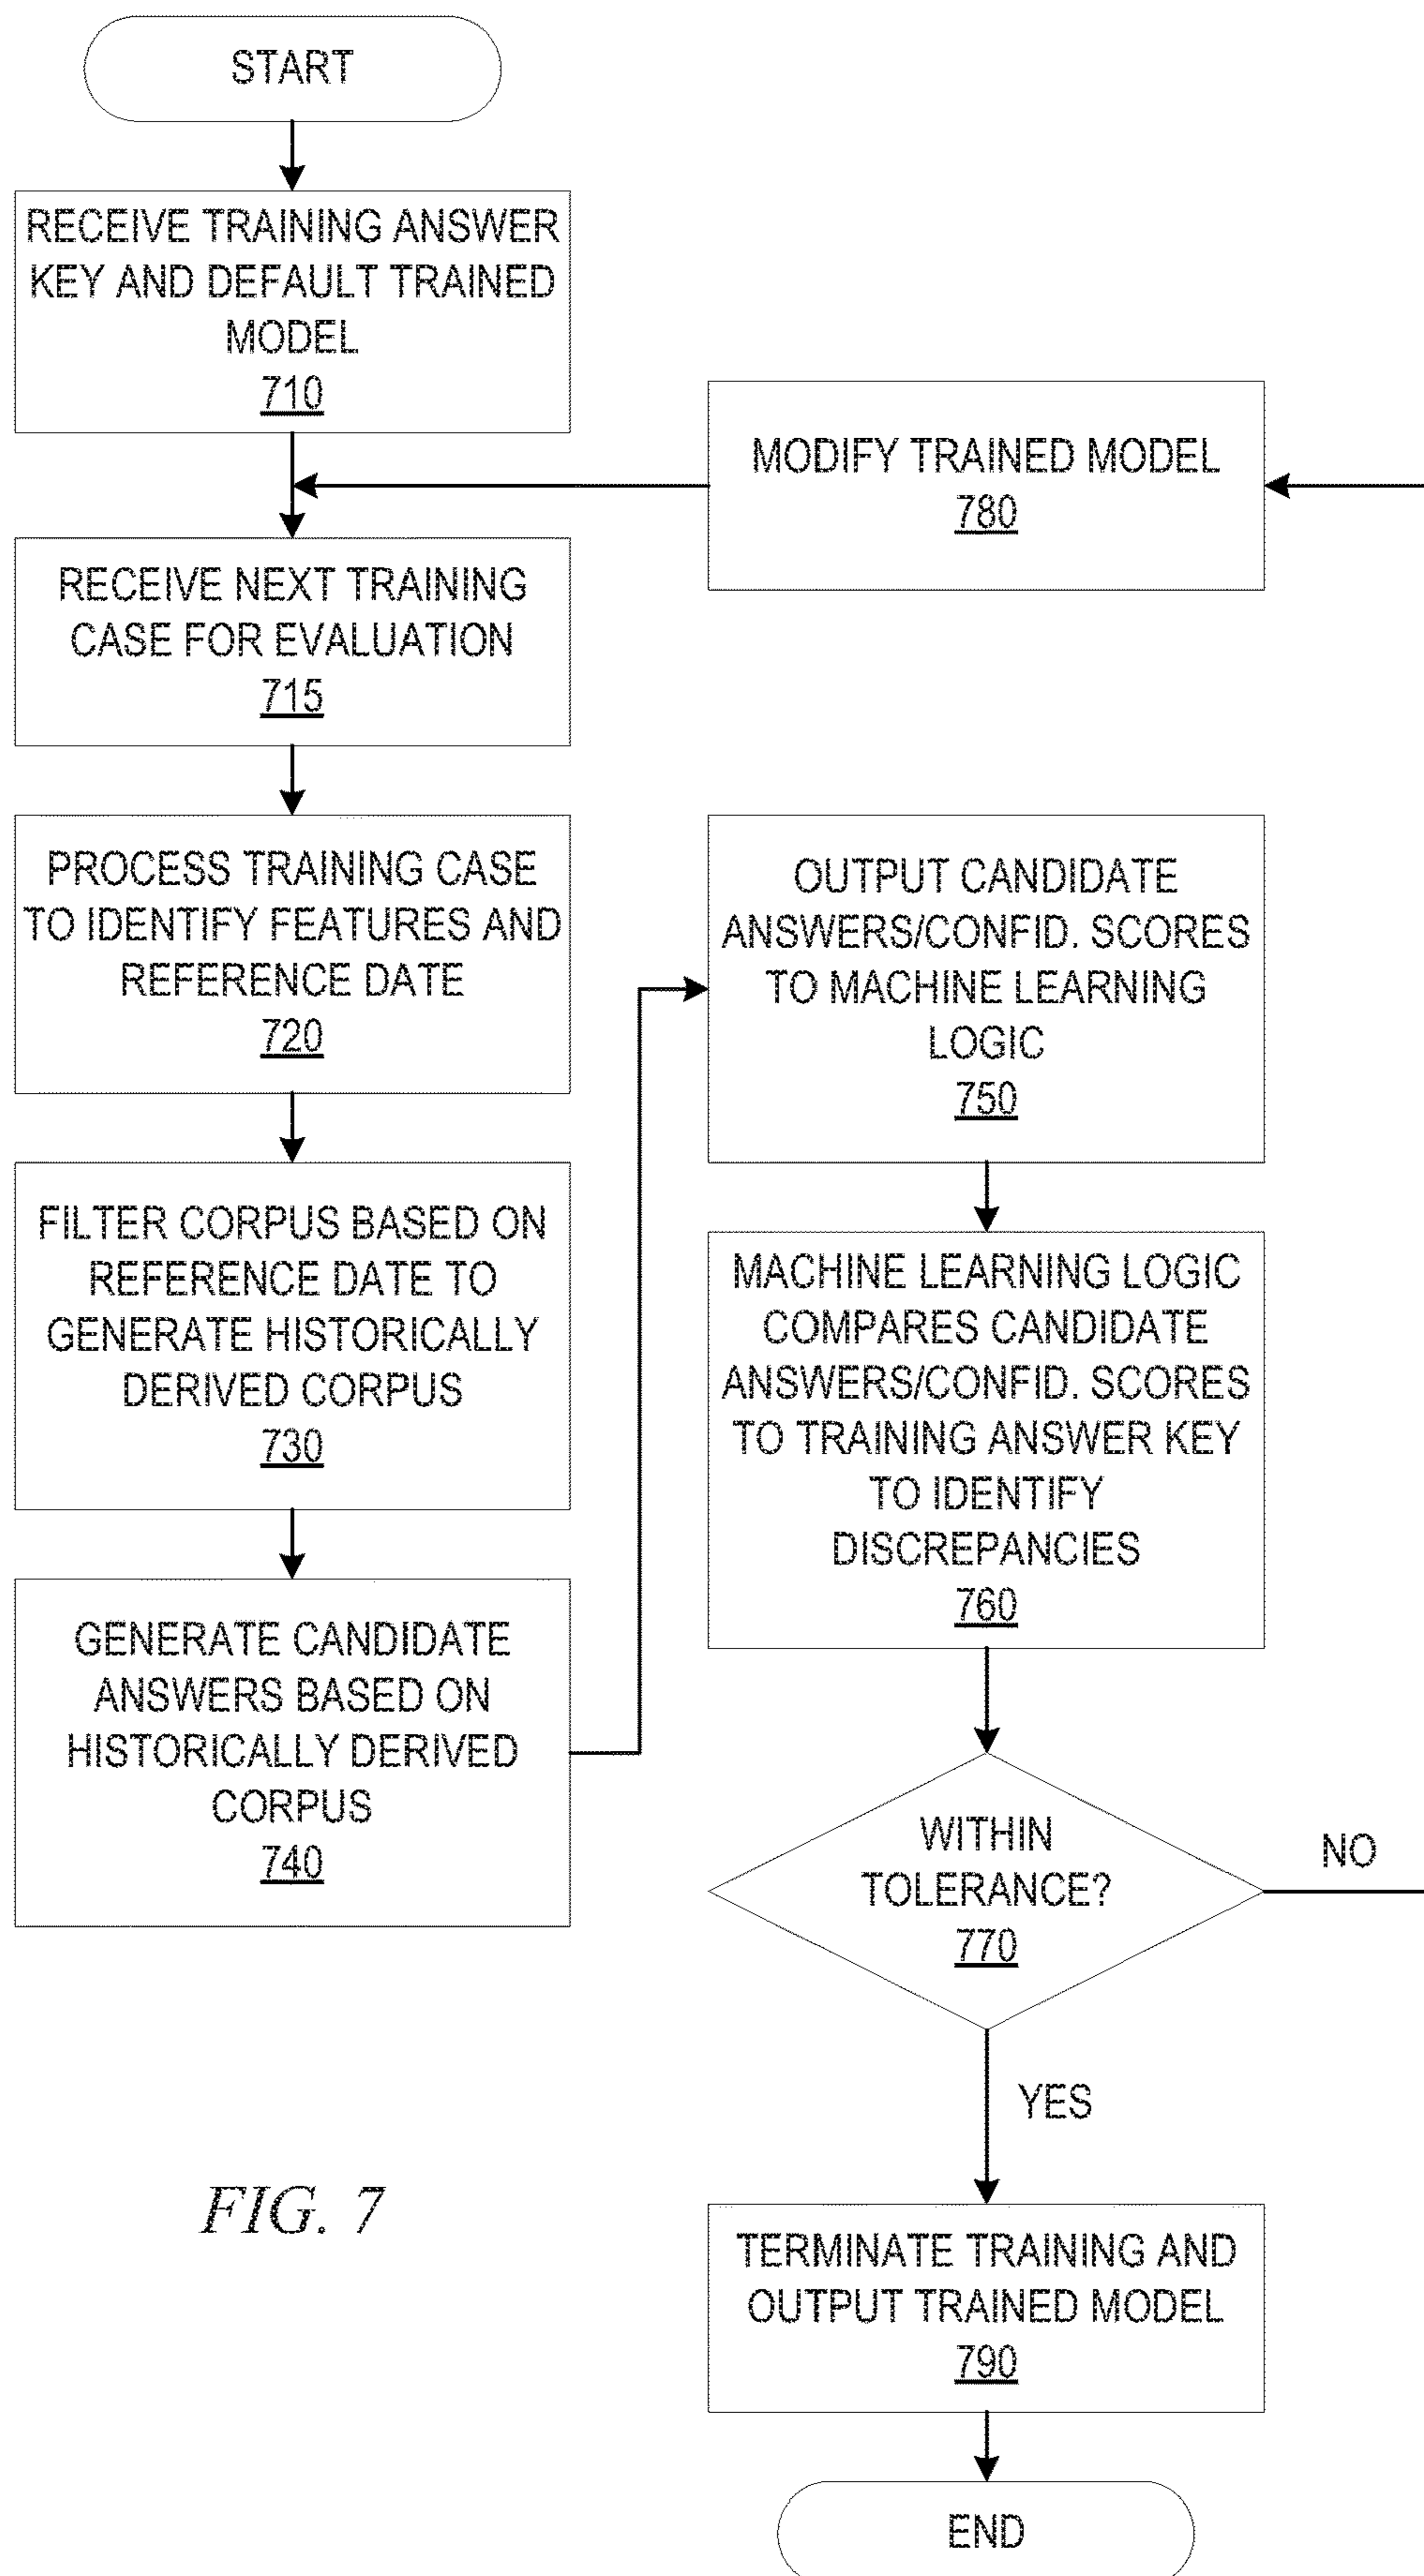 START
RECEIVE TRAINING ANSWER
KEY AND DEFAULT TRAINED
MODEL
710
MODIFY TRAINED MODEL
780
RECEIVE NEXT TRAINING
CASE FOR EVALUATION
715
PROCESS TRAINING CASE
TO IDENTIFY FEATURES AND
REFERENCE DATE
720
FILTER CORPUS BASED ON
REFERENCE DATE TO
GENERATE HISTORICALLY
DERIVED CORPUS
730
GENERATE CANDIDATE
ANSWERS BASED ON
HISTORICALLY DERIVED
CORPUS
740
OUTPUT CANDIDATE
ANSWERS/CONFID. SCORES
TO MACHINE LEARNING
LOGIC
750
MACHINE LEARNING LOGIC
COMPARES CANDIDATE
ANSWERS/CONFID. SCORES
TO TRAINING ANSWER KEY
TO IDENTIFY
DISCREPANCIES
760
WITHIN
TOLERANCE?
770
NO
YES
TERMINATE TRAINING AND
OUTPUT TRAINED MODEL
790
END
FIG. 7